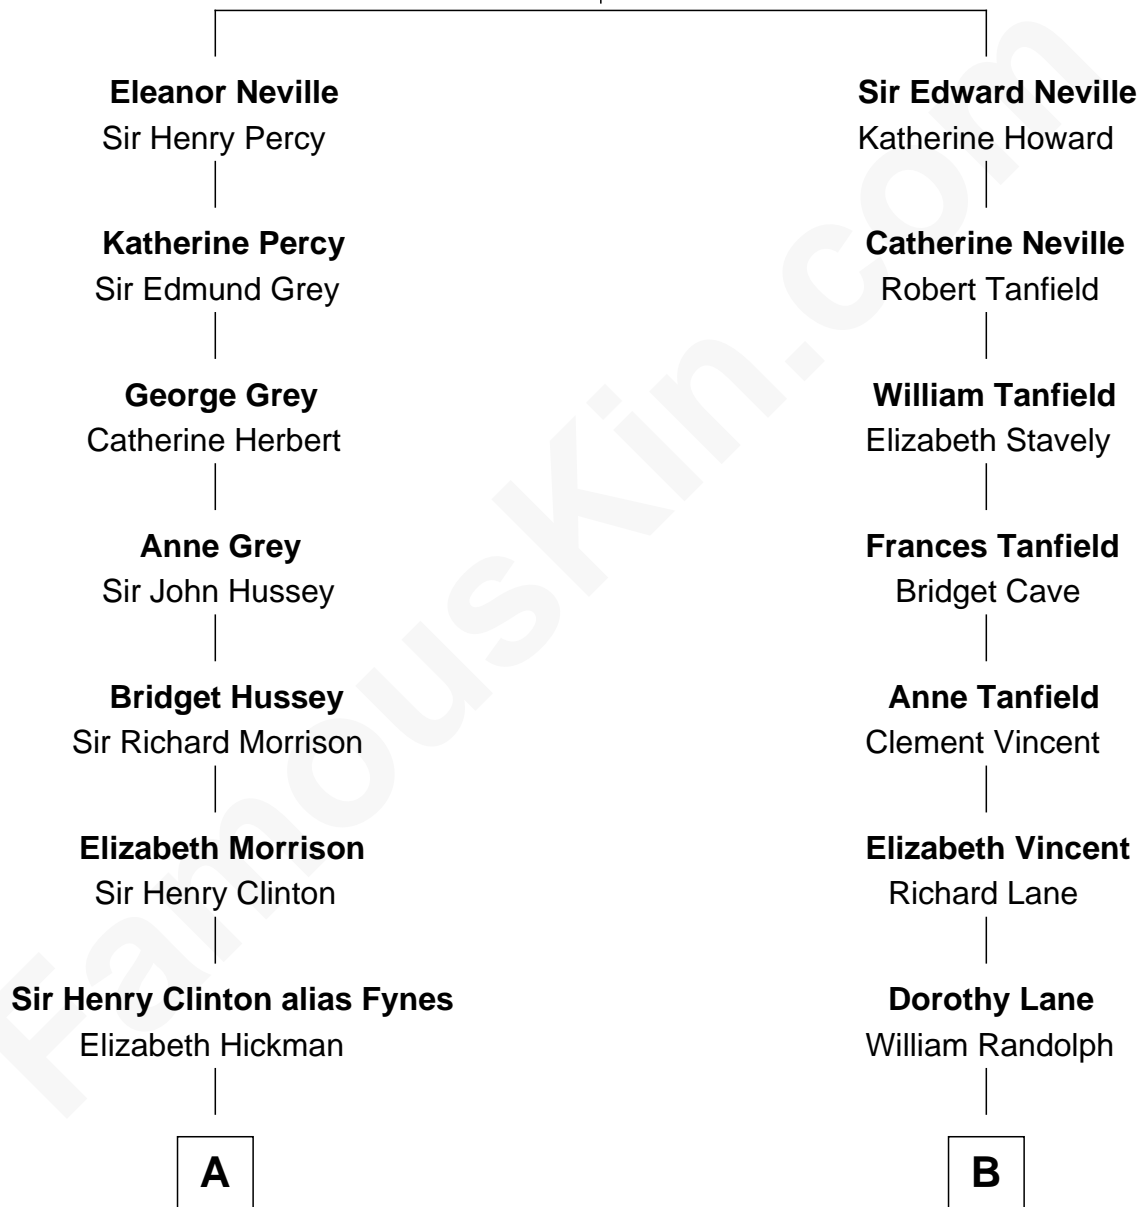 Eleanor Neville
Sir Henry Percy
Katherine Percy
Sir Edmund Grey
George Grey
Catherine Herbert
Anne Grey
Sir John Hussey
Bridget Hussey
Sir Richard Morrison
Elizabeth Morrison
Sir Henry Clinton
Sir Henry Clinton alias Fynes
Elizabeth Hickman
A
Sir Edward Neville
Katherine Howard
Catherine Neville
Robert Tanfield
William Tanfield
Elizabeth Stavely
Frances Tanfield
Bridget Cave
Anne Tanfield
Clement Vincent
Elizabeth Vincent
Richard Lane
Dorothy Lane
William Randolph
B
FamousKin.com